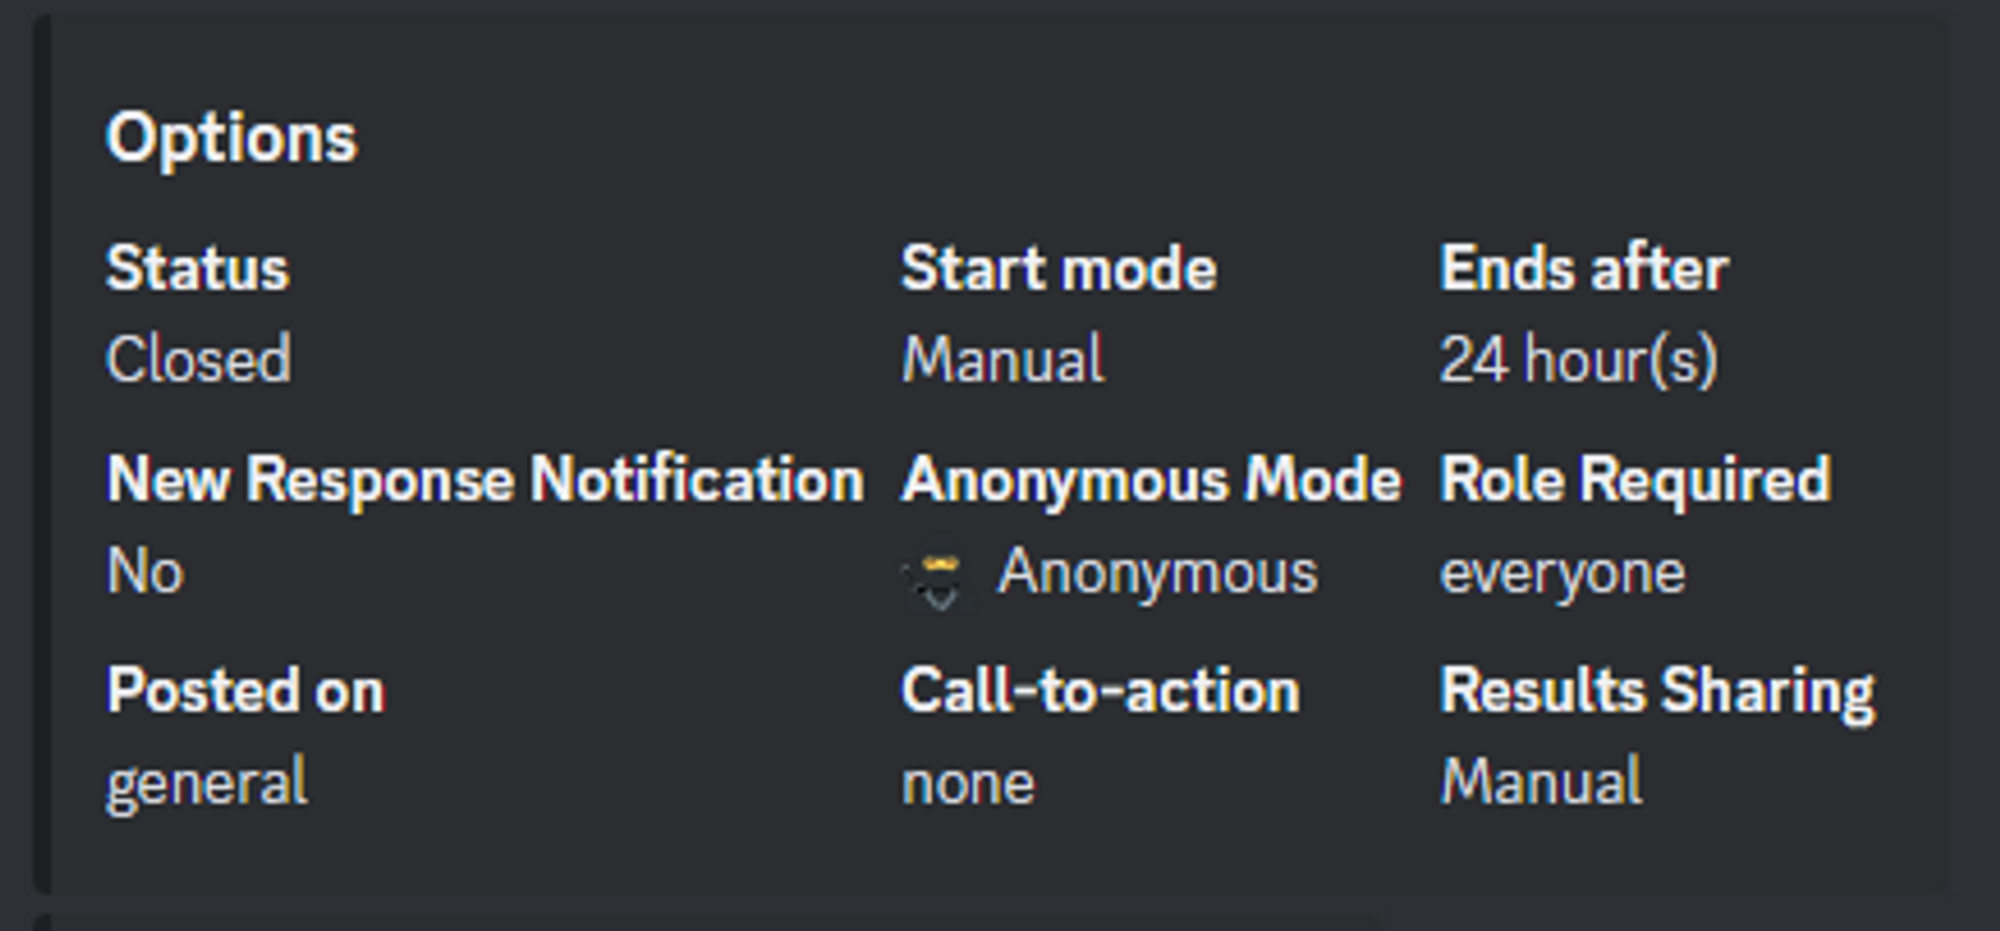 Options
Status Start mode Ends after
Closed Manual 24 hour(s)
New Response Notification Anonymous Mode Role Required
No Anonymous everyone
Posted on Call-to-action Results Sharing
general none Manual